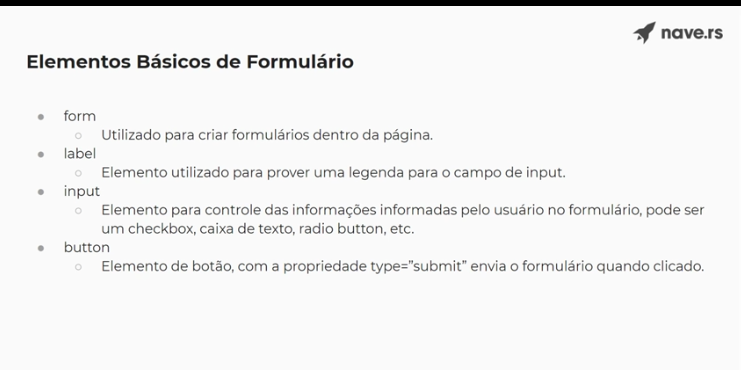 nave.rs
Elementos Básicos de Formulário
form
Utilizado para criar formulários dentro da página.
label
Elemento utilizado para prover uma legenda para o campo de input.
input
Elemento para controle das informações informadas pelo usuário no formulário, pode ser
um checkbox, caixa de texto, radio button, etc.
button
Elemento de botão, com a propriedade type=”submit” envia o formulário quando clicado.